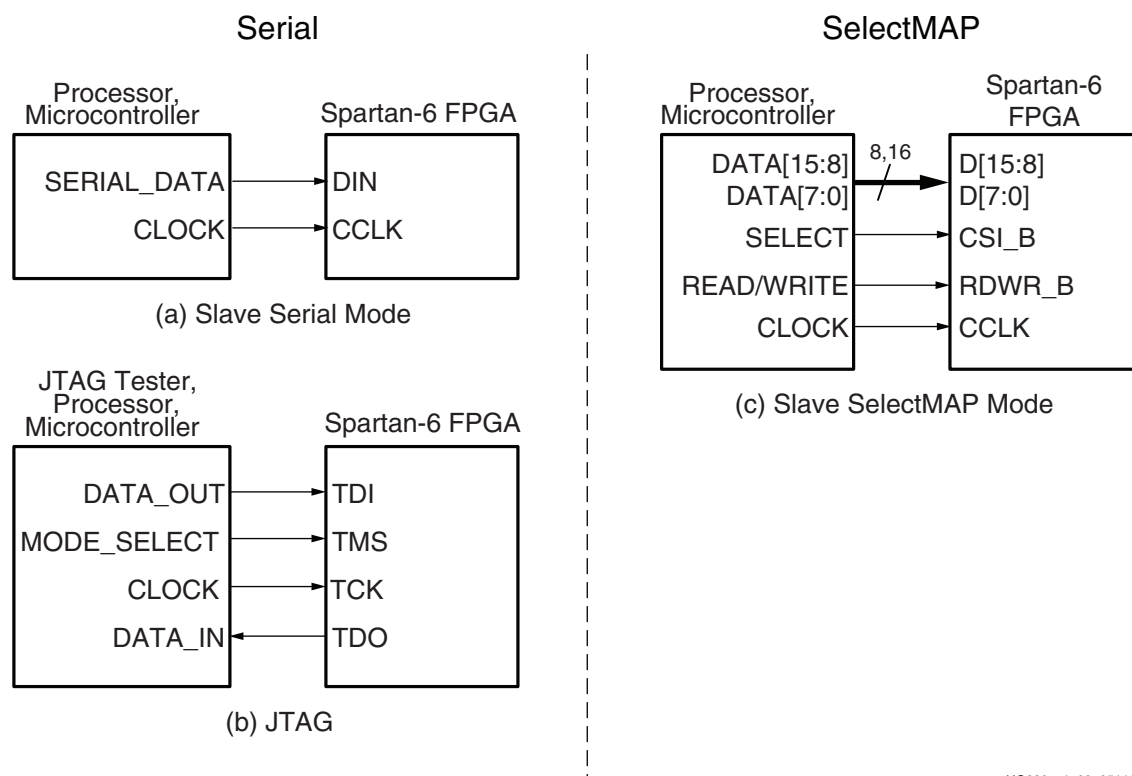 Serial
Processor,
Microcontroller
Spartan-6 FPGA
SERIAL_DATA
DIN
CLOCK
CCLK
(a) Slave Serial Mode
JTAG Tester,
Processor,
Microcontroller
Spartan-6 FPGA
DATA_OUT
TDI
MODE_SELECT
TMS
CLOCK
TCK
DATA_IN
TDO
(b) JTAG
SelectMAP
Processor,
Microcontroller
Spartan-6
FPGA
DATA[15:8]
8,16
D[15:8]
DATA[7:0]
D[7:0]
SELECT
CSI_B
READ/WRITE
RDWR_B
CLOCK
CCLK
(c) Slave SelectMAP Mode